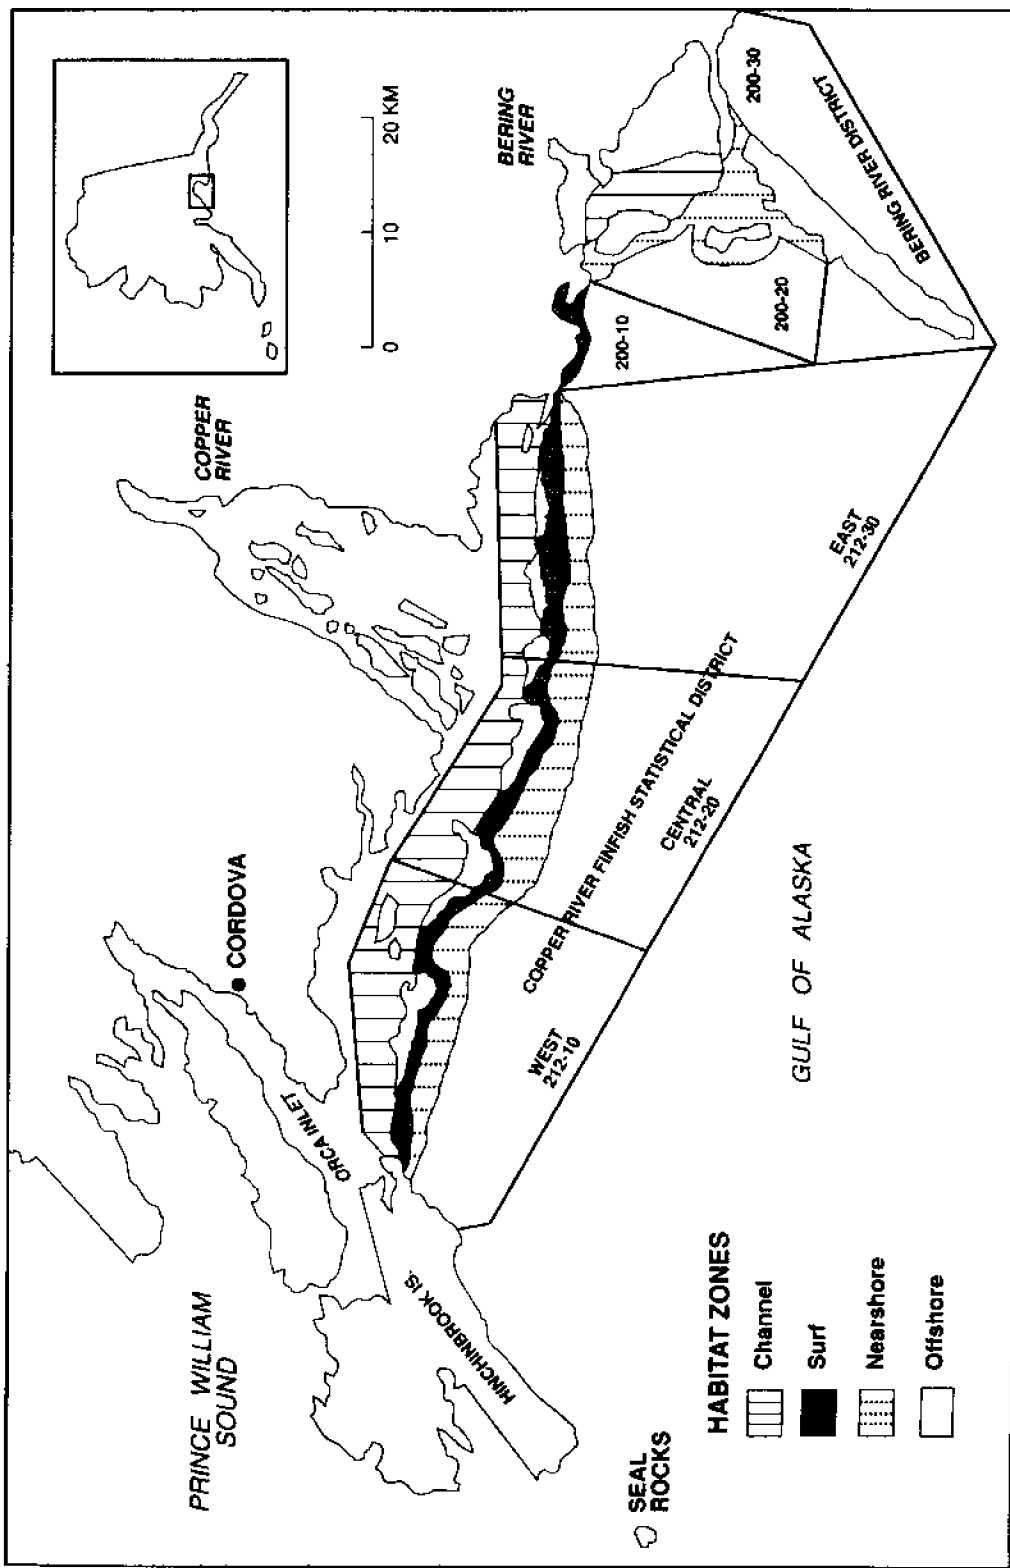 PRINCE WILLIAM
SOUND
ORCA INLET
CORDOVA
COPPER
RIVER
BERING
RIVER
0 10 20 KM
HINCHINBROOK IS.
SEAL
ROCKS
WEST
212-10
COPPER RIVER FINFISH STATISTICAL DISTRICT
CENTRAL
212-20
EAST
212-30
200-10
200-20
200-30
BERING RIVER DISTRICT
GULF OF ALASKA
HABITAT ZONES
Channel
Surf
Nearshore
Offshore